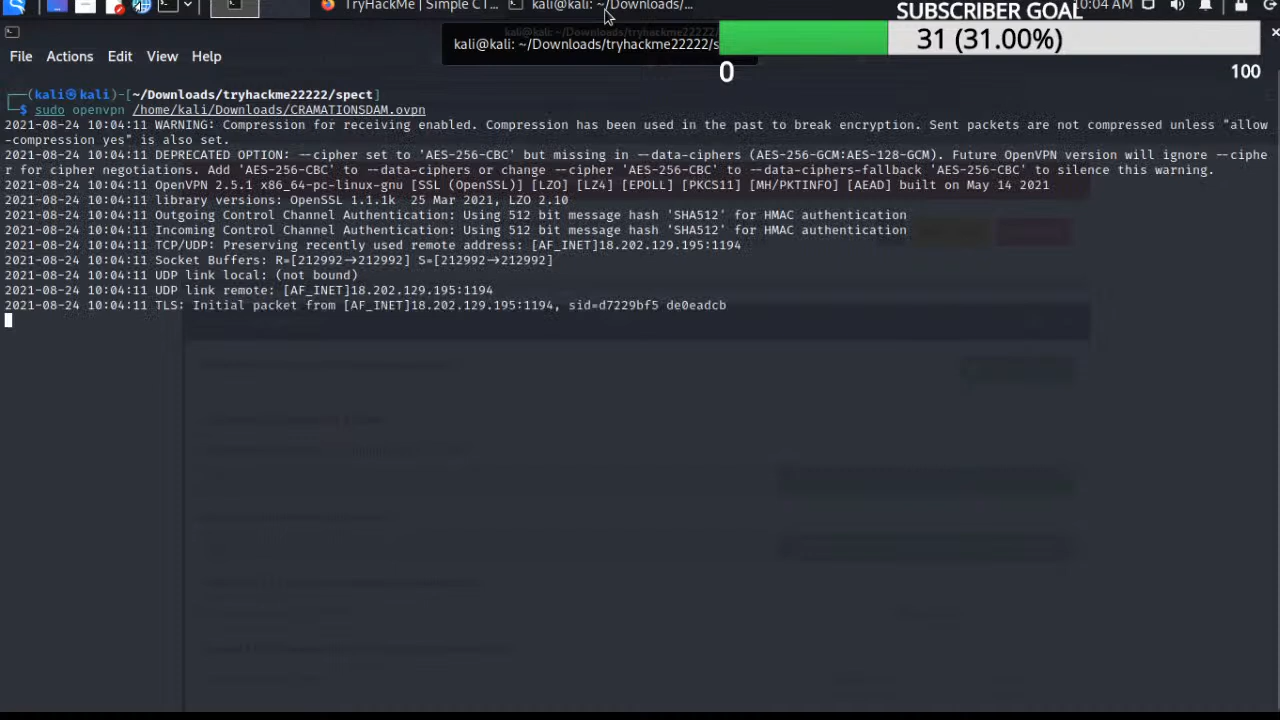 TryHackMe | Simple CT...
kali@kali: ~/Downloads/...
10:04 AM
SUBSCRIBER GOAL
31 (31.00%)
0
100
kali@kali: ~/Downloads/tryhackme22222/s
File Actions Edit View Help
┌──(kali㉿kali)-[~/Downloads/tryhackme22222/spect]
└─$ sudo openvpn /home/kali/Downloads/CRAMATIONSDAM.ovpn
2021-08-24 10:04:11 WARNING: Compression for receiving enabled. Compression has been used in the past to break encryption. Sent packets are not compressed unless "allow
-compression yes" is also set.
2021-08-24 10:04:11 DEPRECATED OPTION: --cipher set to 'AES-256-CBC' but missing in --data-ciphers (AES-256-GCM:AES-128-GCM). Future OpenVPN version will ignore --ciphe
r for cipher negotiations. Add 'AES-256-CBC' to --data-ciphers or change --cipher 'AES-256-CBC' to --data-ciphers-fallback 'AES-256-CBC' to silence this warning.
2021-08-24 10:04:11 OpenVPN 2.5.1 x86_64-pc-linux-gnu [SSL (OpenSSL)] [LZO] [LZ4] [EPOLL] [PKCS11] [MH/PKTINFO] [AEAD] built on May 14 2021
2021-08-24 10:04:11 library versions: OpenSSL 1.1.1k  25 Mar 2021, LZO 2.10
2021-08-24 10:04:11 Outgoing Control Channel Authentication: Using 512 bit message hash 'SHA512' for HMAC authentication
2021-08-24 10:04:11 Incoming Control Channel Authentication: Using 512 bit message hash 'SHA512' for HMAC authentication
2021-08-24 10:04:11 TCP/UDP: Preserving recently used remote address: [AF_INET]18.202.129.195:1194
2021-08-24 10:04:11 Socket Buffers: R=[212992→212992] S=[212992→212992]
2021-08-24 10:04:11 UDP link local: (not bound)
2021-08-24 10:04:11 UDP link remote: [AF_INET]18.202.129.195:1194
2021-08-24 10:04:11 TLS: Initial packet from [AF_INET]18.202.129.195:1194, sid=d7229bf5 de0eadcb